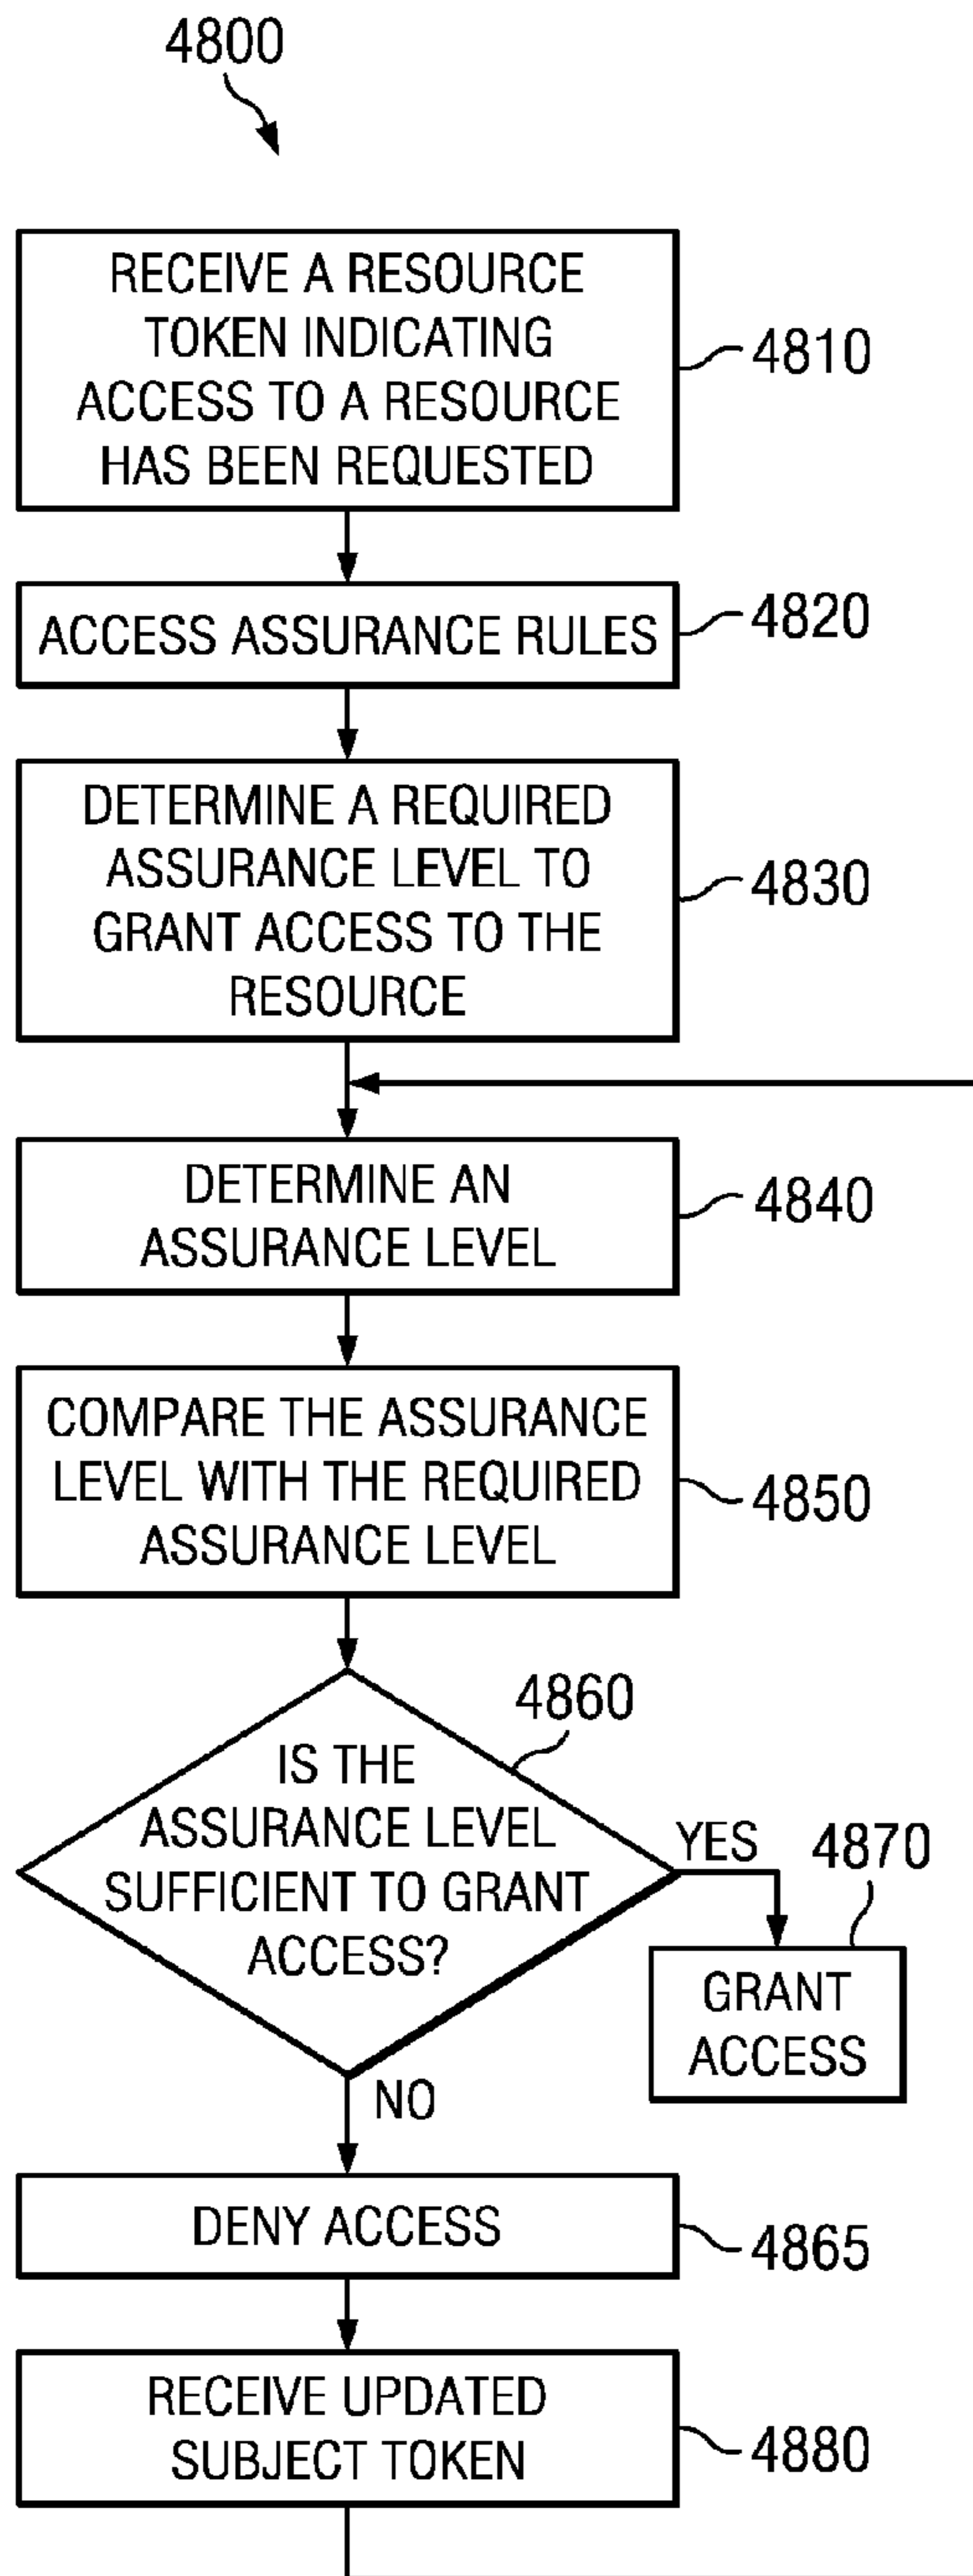 4800
RECEIVE A RESOURCE
TOKEN INDICATING
ACCESS TO A RESOURCE
HAS BEEN REQUESTED
4810
ACCESS ASSURANCE RULES
4820
DETERMINE A REQUIRED
ASSURANCE LEVEL TO
GRANT ACCESS TO THE
RESOURCE
4830
DETERMINE AN
ASSURANCE LEVEL
4840
COMPARE THE ASSURANCE
LEVEL WITH THE REQUIRED
ASSURANCE LEVEL
4850
4860
IS THE
ASSURANCE LEVEL
SUFFICIENT TO GRANT
ACCESS?
YES
4870
GRANT
ACCESS
NO
DENY ACCESS
4865
RECEIVE UPDATED
SUBJECT TOKEN
4880